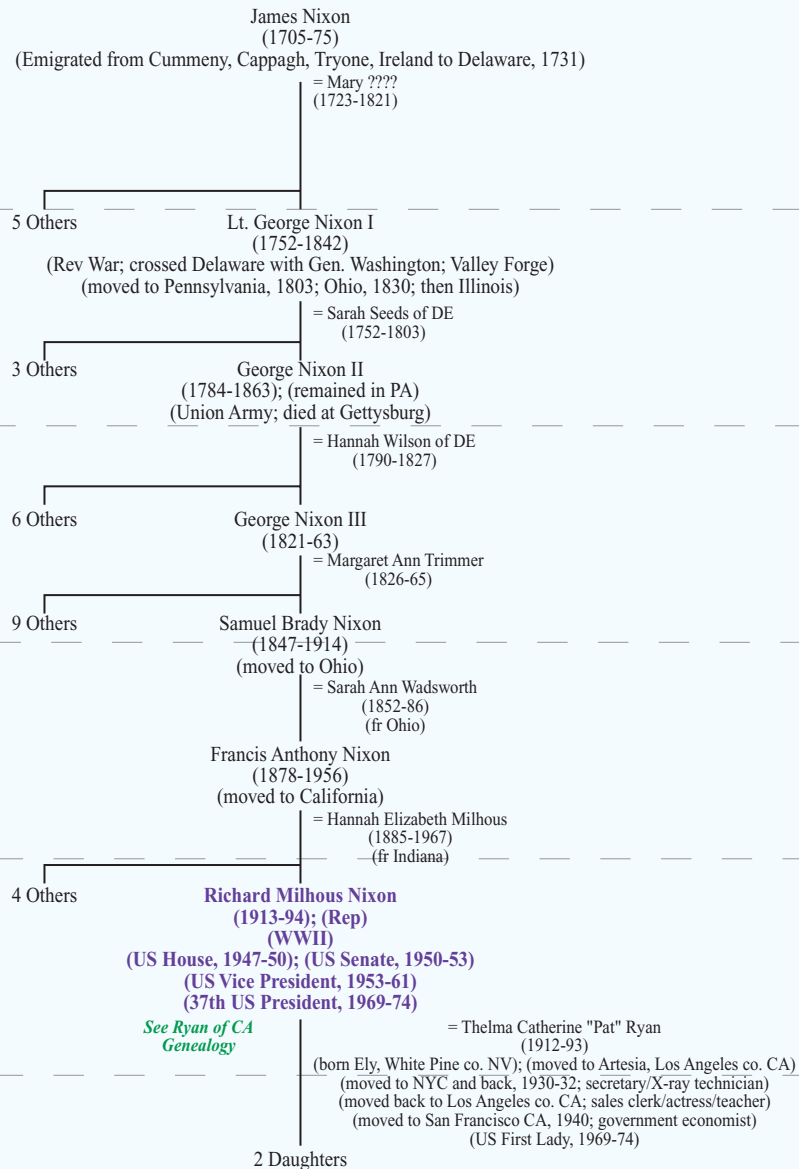 James Nixon
(1705-75)
(Emigrated from Cummeny, Cappagh, Tryone, Ireland to Delaware, 1731)
= Mary ????
(1723-1821)
5 Others
Lt. George Nixon I
(1752-1842)
(Rev War; crossed Delaware with Gen. Washington; Valley Forge)
(moved to Pennsylvania, 1803; Ohio, 1830; then Illinois)
= Sarah Seeds of DE
(1752-1803)
3 Others
George Nixon II
(1784-1863); (remained in PA)
(Union Army; died at Gettysburg)
= Hannah Wilson of DE
(1790-1827)
6 Others
George Nixon III
(1821-63)
= Margaret Ann Trimmer
(1826-65)
9 Others
Samuel Brady Nixon
(1847-1914)
(moved to Ohio)
= Sarah Ann Wadsworth
(1852-86)
(fr Ohio)
Francis Anthony Nixon
(1878-1956)
(moved to California)
= Hannah Elizabeth Milhous
(1885-1967)
(fr Indiana)
4 Others
Richard Milhous Nixon
(1913-94); (Rep)
(WWII)
(US House, 1947-50); (US Senate, 1950-53)
(US Vice President, 1953-61)
(37th US President, 1969-74)
See Ryan of CA
Genealogy
= Thelma Catherine "Pat" Ryan
(1912-93)
(born Ely, White Pine co. NV); (moved to Artesia, Los Angeles co. CA)
(moved to NYC and back, 1930-32; secretary/X-ray technician)
(moved back to Los Angeles co. CA; sales clerk/actress/teacher)
(moved to San Francisco CA, 1940; government economist)
(US First Lady, 1969-74)
2 Daughters